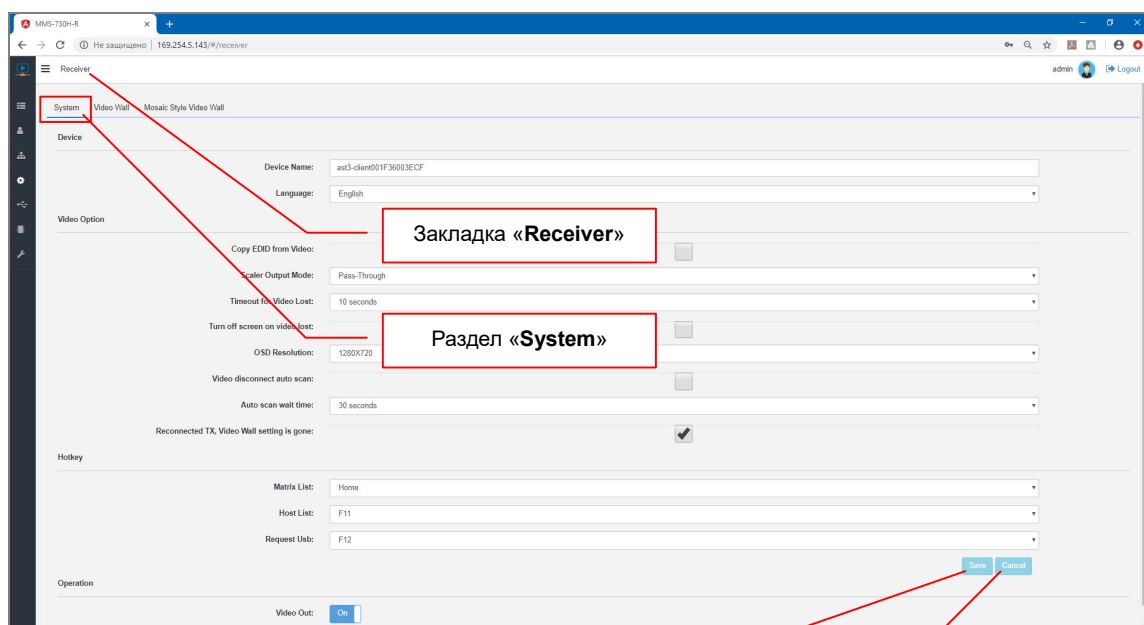 MMS-730H-R
Не защищено | 169.254.5.143/#/receiver
Receiver
admin Logout
System Video Wall Mosaic Style Video Wall
Device
Device Name: ast3-client001F36003ECF
Language: English
Video Option
Закладка «Receiver»
Copy EDID from Video:
Scaler Output Mode: Pass-Through
Timeout for Video Lost: 10 seconds
Turn off screen on video lost:
Раздел «System»
OSD Resolution: 1280X720
Video disconnect auto scan:
Auto scan wait time: 30 seconds
Reconnected TX, Video Wall setting is gone:
Hotkey
Matrix List: Home
Host List: F11
Request Usb: F12
Save Cancel
Operation
Video Out: On